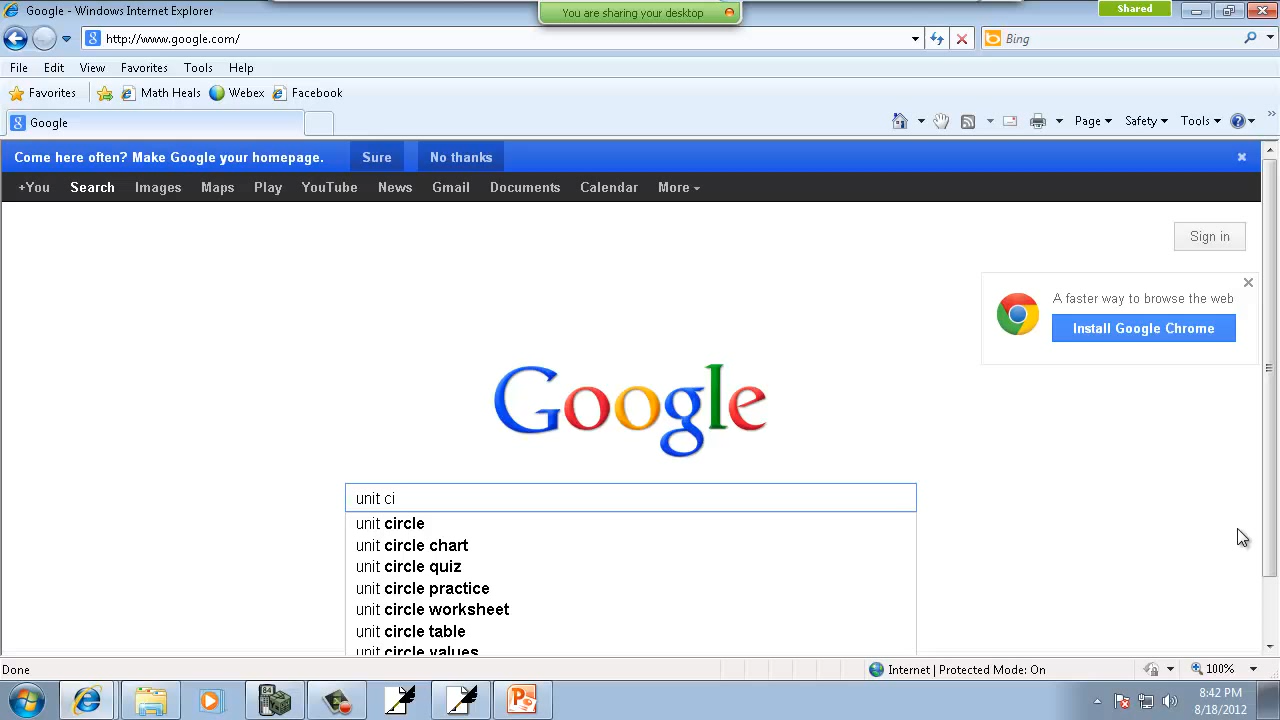 Google - Windows Internet Explorer
You are sharing your desktop
Shared
http://www.google.com/
Bing
File Edit View Favorites Tools Help
Favorites Math Heals Webex Facebook
Google
Page Safety Tools
Come here often? Make Google your homepage. Sure No thanks
+You Search Images Maps Play YouTube News Gmail Documents Calendar More
Sign in
A faster way to browse the web
Install Google Chrome
Google
unit ci
unit circle
unit circle chart
unit circle quiz
unit circle practice
unit circle worksheet
unit circle table
unit circle values
Done Internet | Protected Mode: On 100%
8:42 PM
8/18/2012